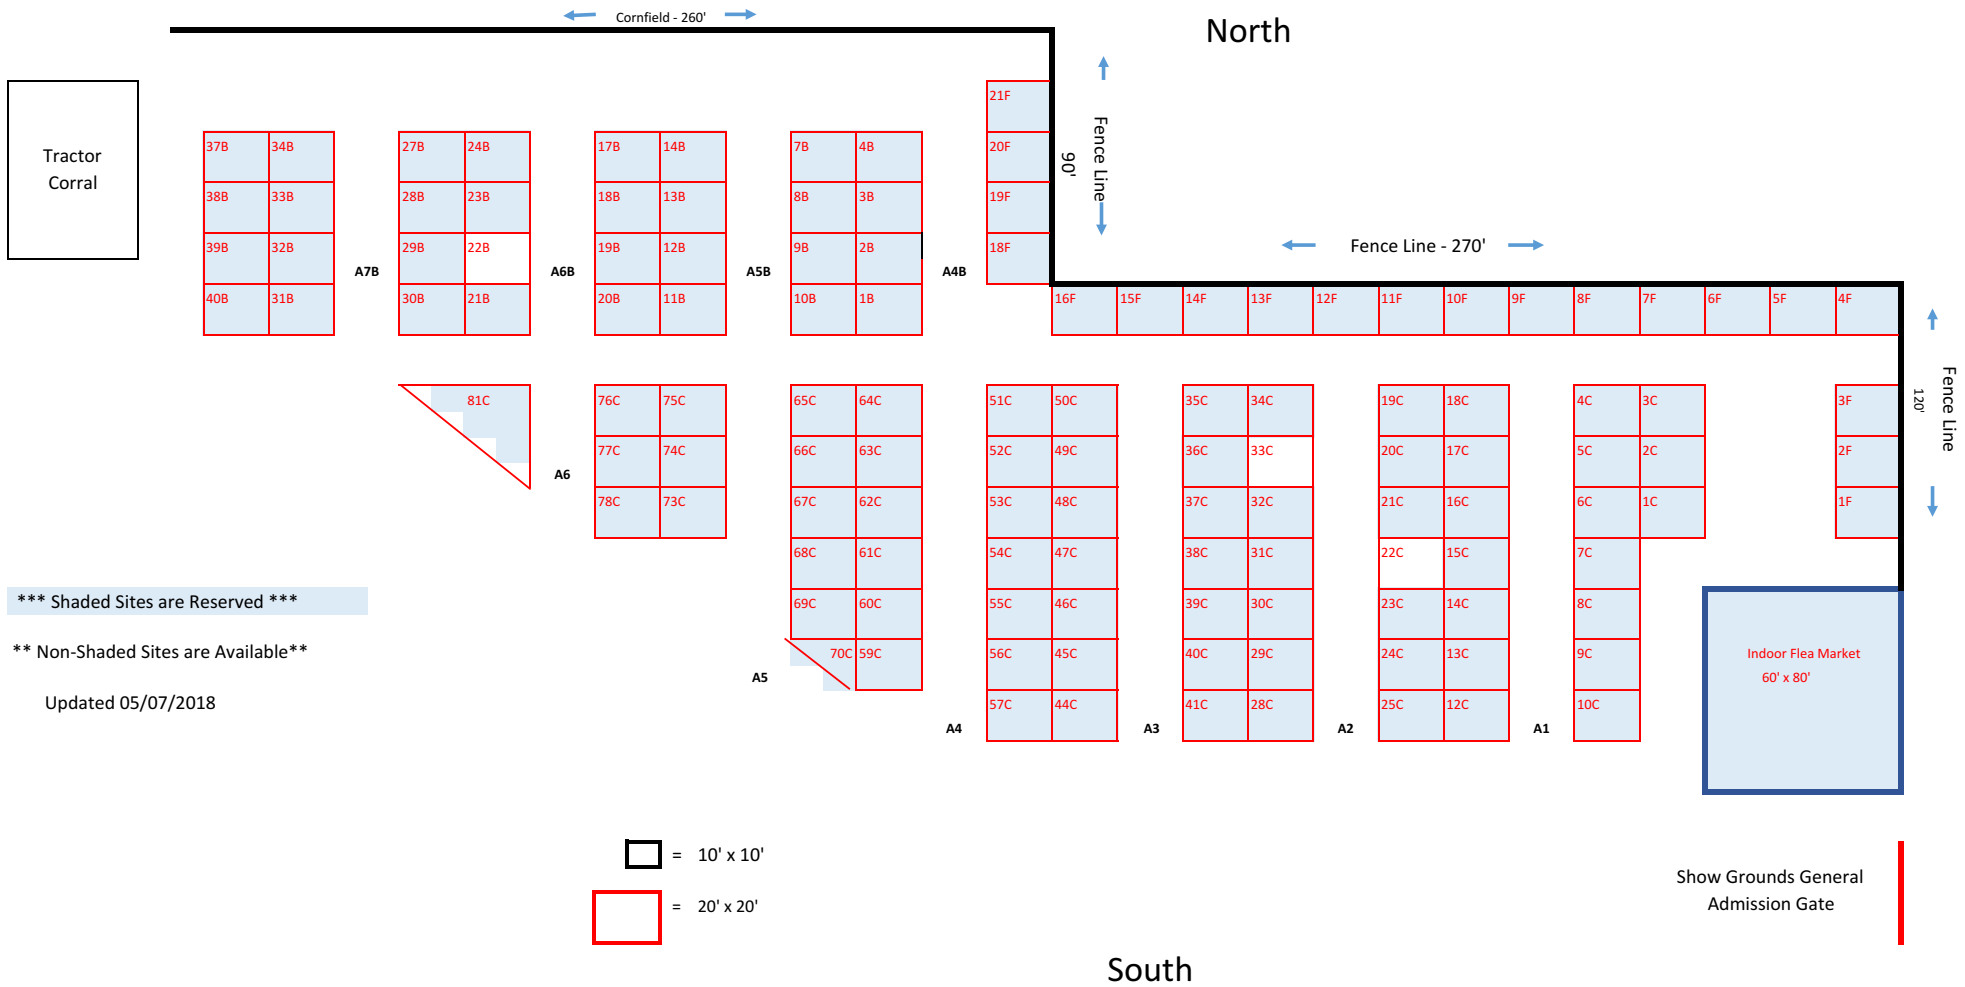 Cornfield - 260'
North
21F
Fence Line
90'
Tractor
Corral
37B 34B 27B 24B 17B 14B 7B 4B 20F
38B 33B 28B 23B 18B 13B 8B 3B 19F
39B 32B 29B 22B 19B 12B 9B 2B 18F
Fence Line - 270'
A7B A6B A5B A4B
40B 31B 30B 21B 20B 11B 10B 1B 16F 15F 14F 13F 12F 11F 10F 9F 8F 7F 6F 5F 4F
81C 76C 75C 65C 64C 51C 50C 35C 34C 19C 18C 4C 3C 3F
120'
Fence Line
77C 74C 66C 63C 52C 49C 36C 33C 20C 17C 5C 2C 2F
A6
78C 73C 67C 62C 53C 48C 37C 32C 21C 16C 6C 1C 1F
68C 61C 54C 47C 38C 31C 22C 15C 7C
*** Shaded Sites are Reserved ***
69C 60C 55C 46C 39C 30C 23C 14C 8C
** Non-Shaded Sites are Available**
70C 59C 56C 45C 40C 29C 24C 13C 9C
Indoor Flea Market
60' x 80'
A5
Updated 05/07/2018
57C 44C 41C 28C 25C 12C 10C
A4 A3 A2 A1
= 10' x 10'
= 20' x 20'
Show Grounds General
Admission Gate
South